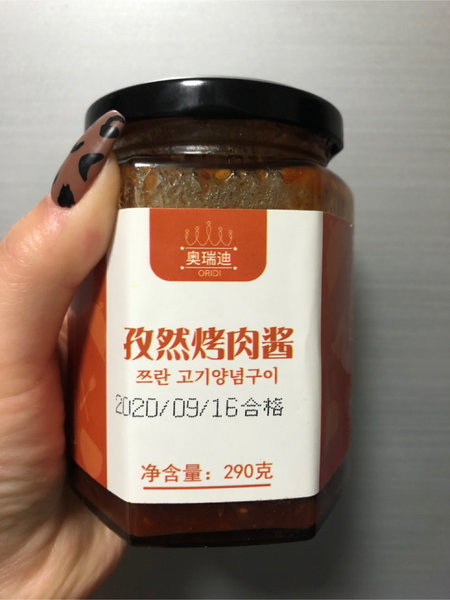 奥瑞迪
ORIDI
孜然烤肉酱
쯔란 고기양념구이
2020/09/16合格
净含量：290克